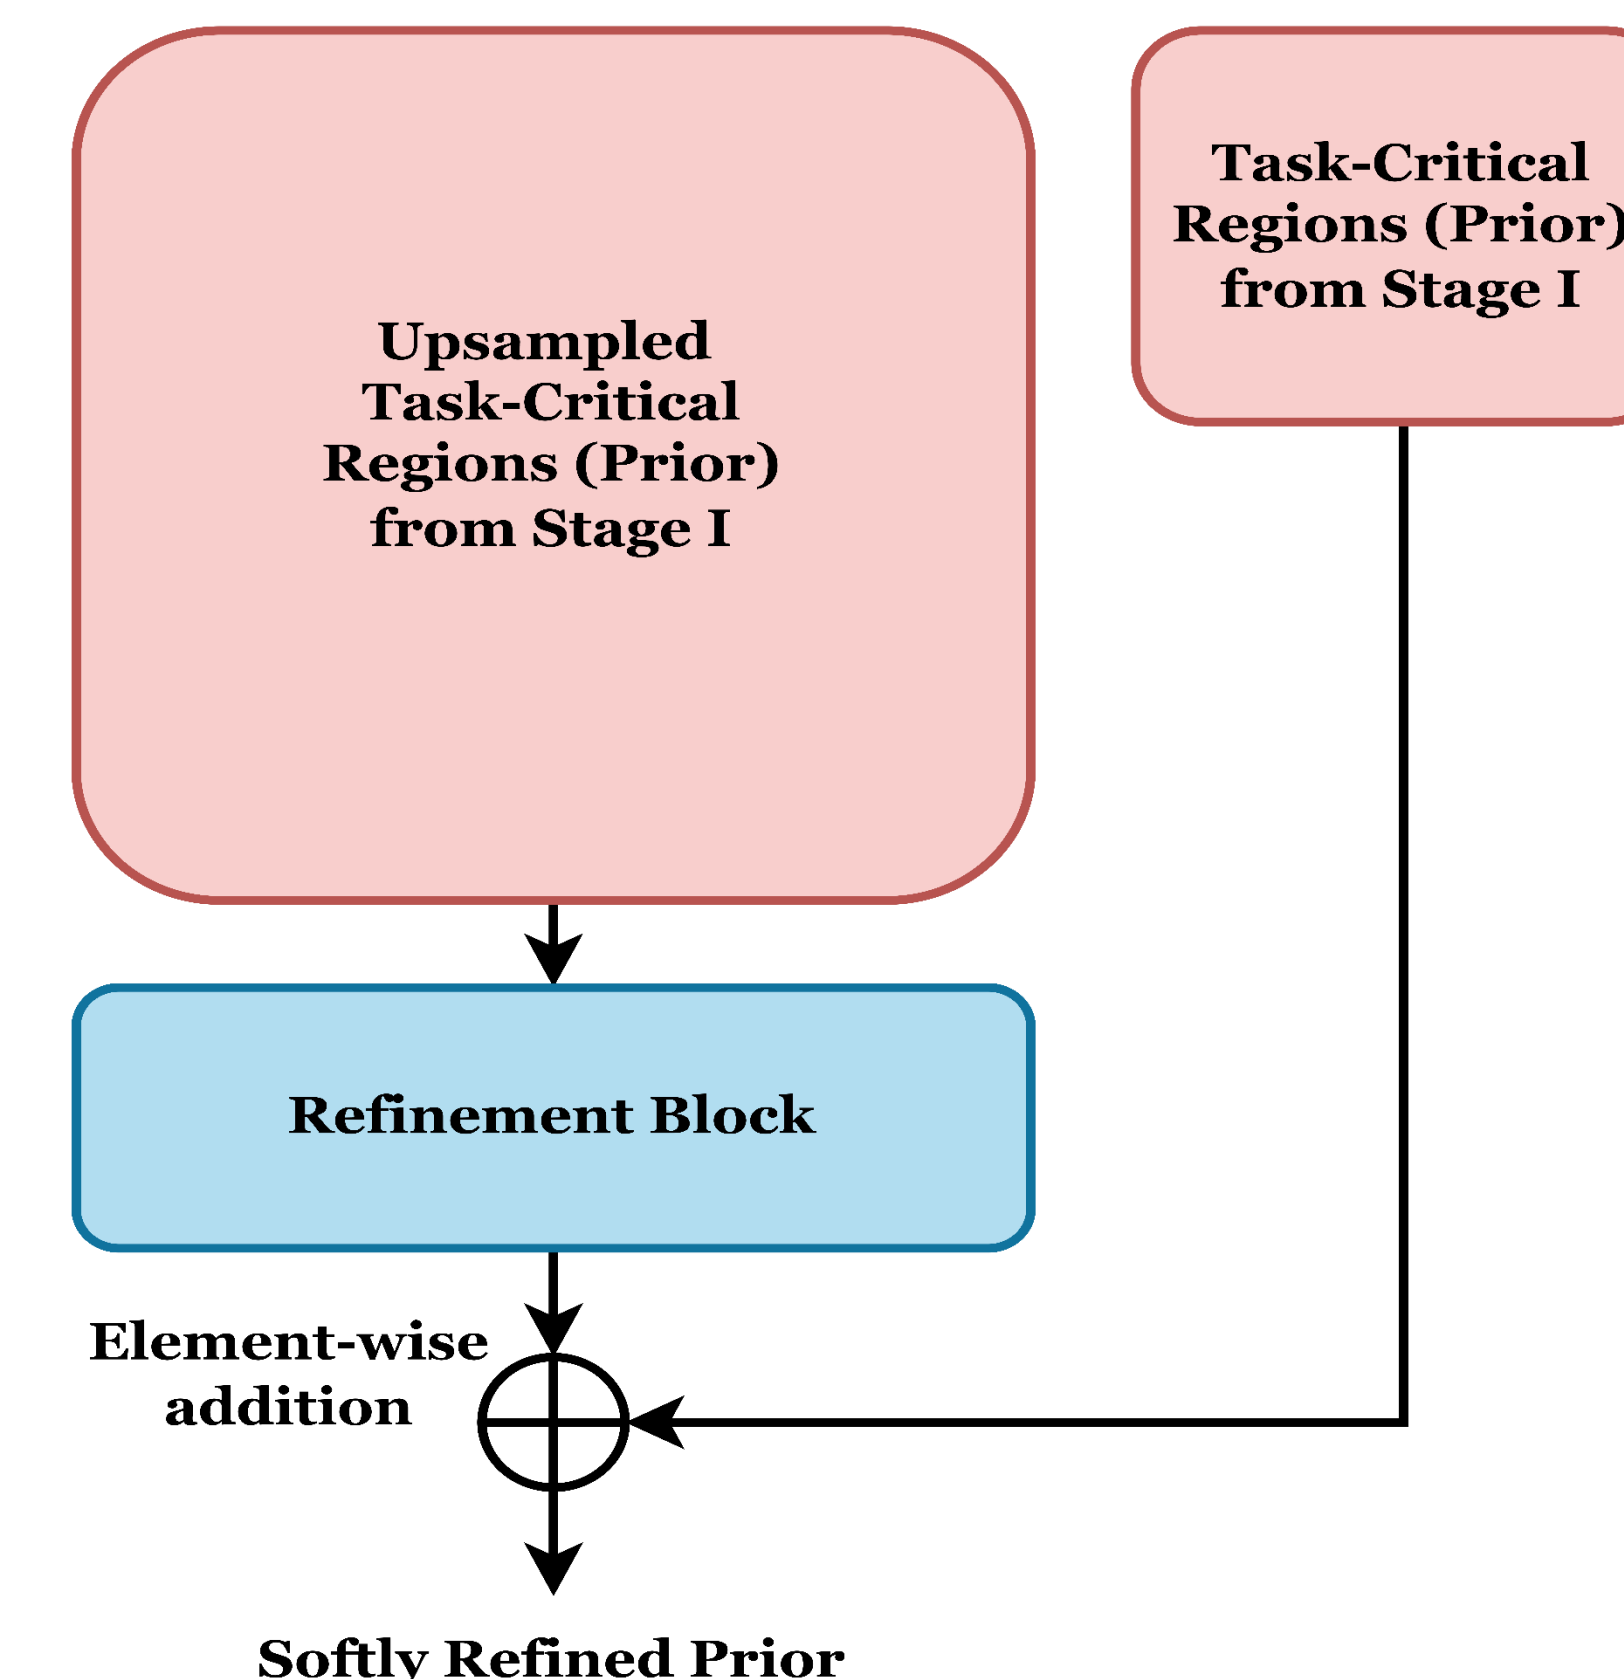 Upsampled
Task-Critical
Regions (Prior)
from Stage I
Task-Critical
Regions (Prior)
from Stage I
Refinement Block
Element-wise
addition
Softly Refined Prior